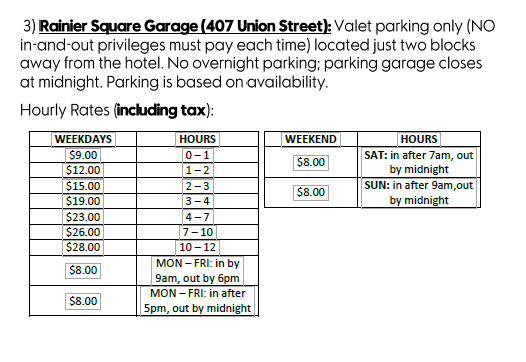 3) Rainier Square Garage (407 Union Street): Valet parking only (NO
in-and-out privileges must pay each time) located just two blocks
away from the hotel. No overnight parking; parking garage closes
at midnight. Parking is based on availability.
Hourly Rates (including tax):
WEEKDAYS HOURS
$9.00 0 – 1
$12.00 1 – 2
$15.00 2 – 3
$19.00 3 – 4
$23.00 4 – 7
$26.00 7 – 10
$28.00 10 – 12
$8.00 MON – FRI: in by
9am, out by 6pm
$8.00 MON – FRI: in after
5pm, out by midnight
WEEKEND HOURS
$8.00 SAT: in after 7am, out
by midnight
$8.00 SUN: in after 9am,out
by midnight